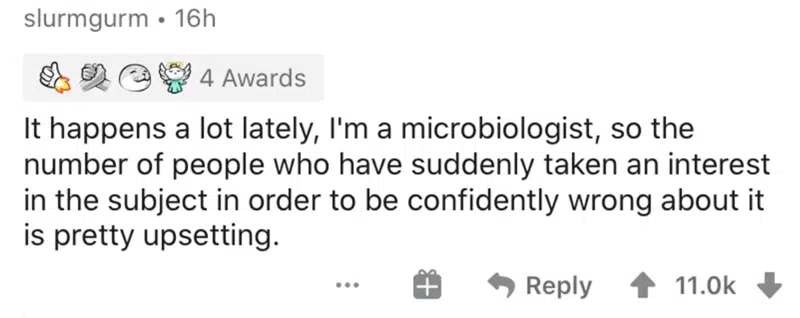 slurmgurm • 16h
4 Awards
It happens a lot lately, I'm a microbiologist, so the
number of people who have suddenly taken an interest
in the subject in order to be confidently wrong about it
is pretty upsetting.
Reply 11.0k